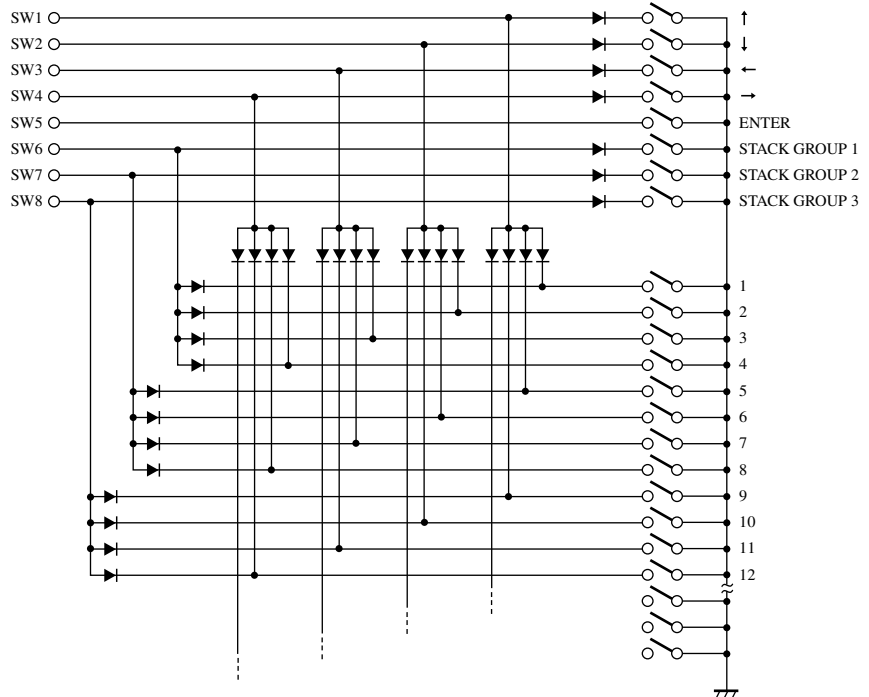 SW1 ↑
SW2 ↓
SW3 ←
SW4 →
SW5 ENTER
SW6 STACK GROUP 1
SW7 STACK GROUP 2
SW8 STACK GROUP 3
1
2
3
4
5
6
7
8
9
10
11
12